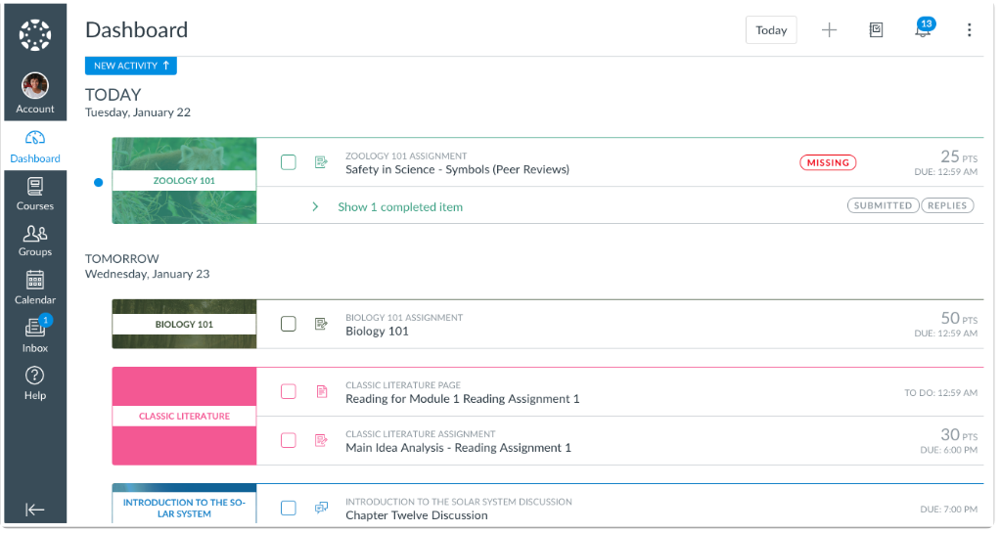 Dashboard
Today
13
Account
Dashboard
Courses
Groups
Calendar
1
Inbox
Help
NEW ACTIVITY ↑
TODAY
Tuesday, January 22
ZOOLOGY 101
ZOOLOGY 101 ASSIGNMENT
Safety in Science - Symbols (Peer Reviews)
MISSING
25 PTS
DUE: 12:59 AM
Show 1 completed item
SUBMITTED
REPLIES
TOMORROW
Wednesday, January 23
BIOLOGY 101
BIOLOGY 101 ASSIGNMENT
Biology 101
50 PTS
DUE: 12:59 AM
CLASSIC LITERATURE
CLASSIC LITERATURE PAGE
Reading for Module 1 Reading Assignment 1
TO DO: 12:59 AM
CLASSIC LITERATURE ASSIGNMENT
Main Idea Analysis - Reading Assignment 1
30 PTS
DUE: 6:00 PM
INTRODUCTION TO THE SO-
LAR SYSTEM
INTRODUCTION TO THE SOLAR SYSTEM DISCUSSION
Chapter Twelve Discussion
DUE: 7:00 PM